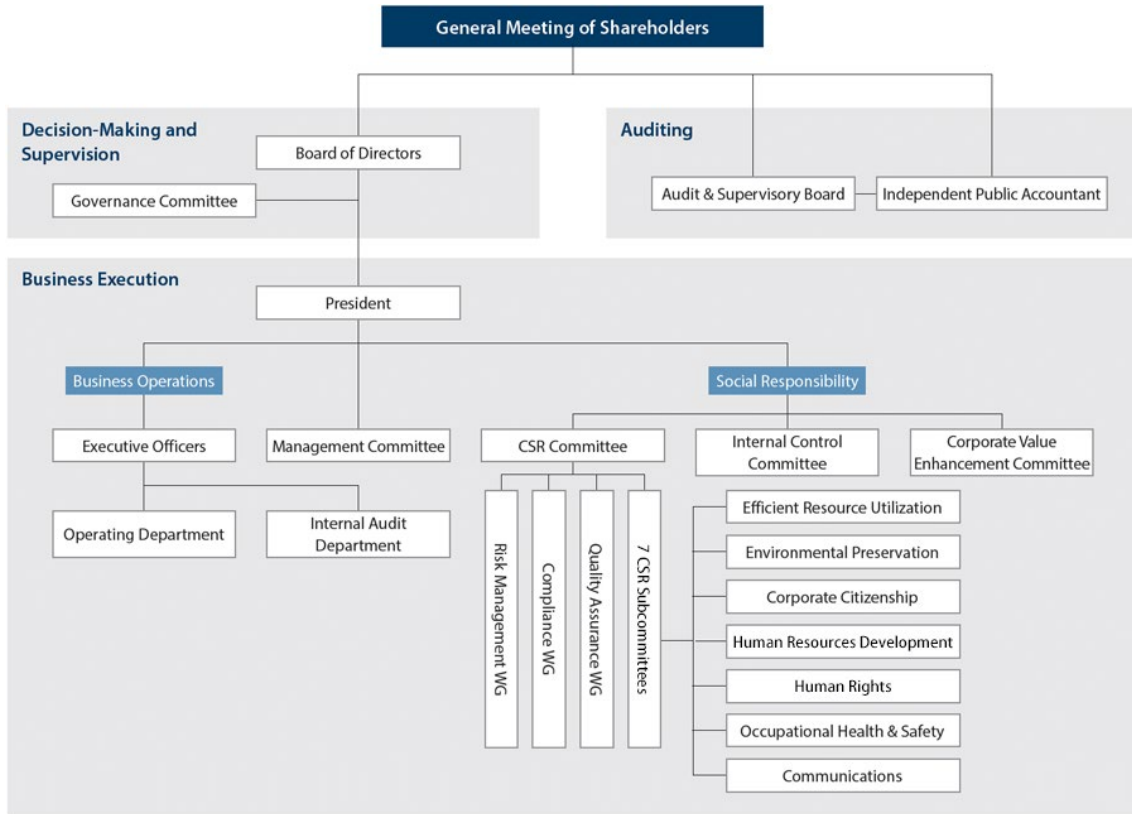 General Meeting of Shareholders
Decision-Making and
Supervision
Board of Directors
Governance Committee
Auditing
Audit & Supervisory Board
Independent Public Accountant
Business Execution
President
Business Operations
Social Responsibility
Executive Officers
Management Committee
CSR Committee
Internal Control
Committee
Corporate Value
Enhancement Committee
Operating Department
Internal Audit
Department
Risk Management WG
Compliance WG
Quality Assurance WG
7 CSR Subcommittees
Efficient Resource Utilization
Environmental Preservation
Corporate Citizenship
Human Resources Development
Human Rights
Occupational Health & Safety
Communications